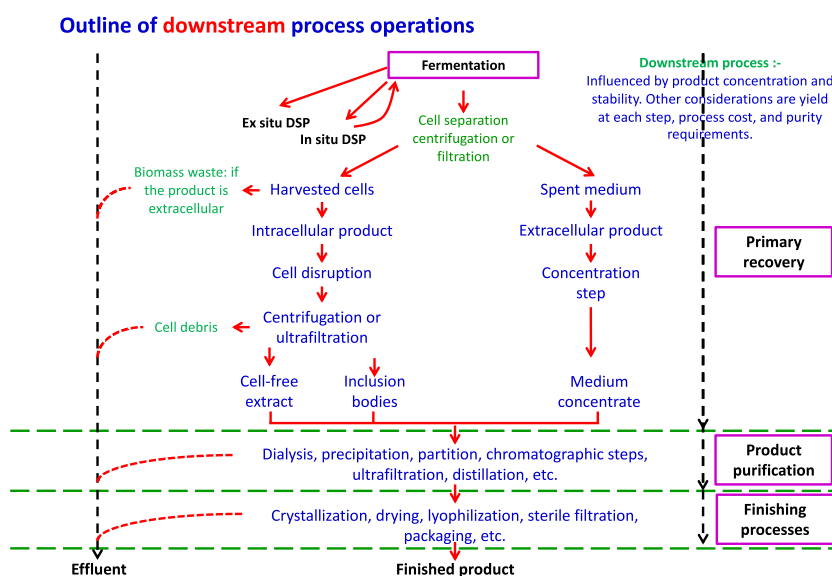 Outline of downstream process operations
Fermentation
Downstream process :-
Influenced by product concentration and
stability. Other considerations are yield
at each step, process cost, and purity
requirements.
Ex situ DSP
In situ DSP
Cell separation
centrifugation or
filtration
Biomass waste: if
the product is
extracellular
Harvested cells
Spent medium
Intracellular product
Extracellular product
Primary
recovery
Cell disruption
Concentration
step
Cell debris
Centrifugation or
ultrafiltration
Cell-free
extract
Inclusion
bodies
Medium
concentrate
Dialysis, precipitation, partition, chromatographic steps,
ultrafiltration, distillation, etc.
Product
purification
Crystallization, drying, lyophilization, sterile filtration,
packaging, etc.
Finishing
processes
Effluent
Finished product